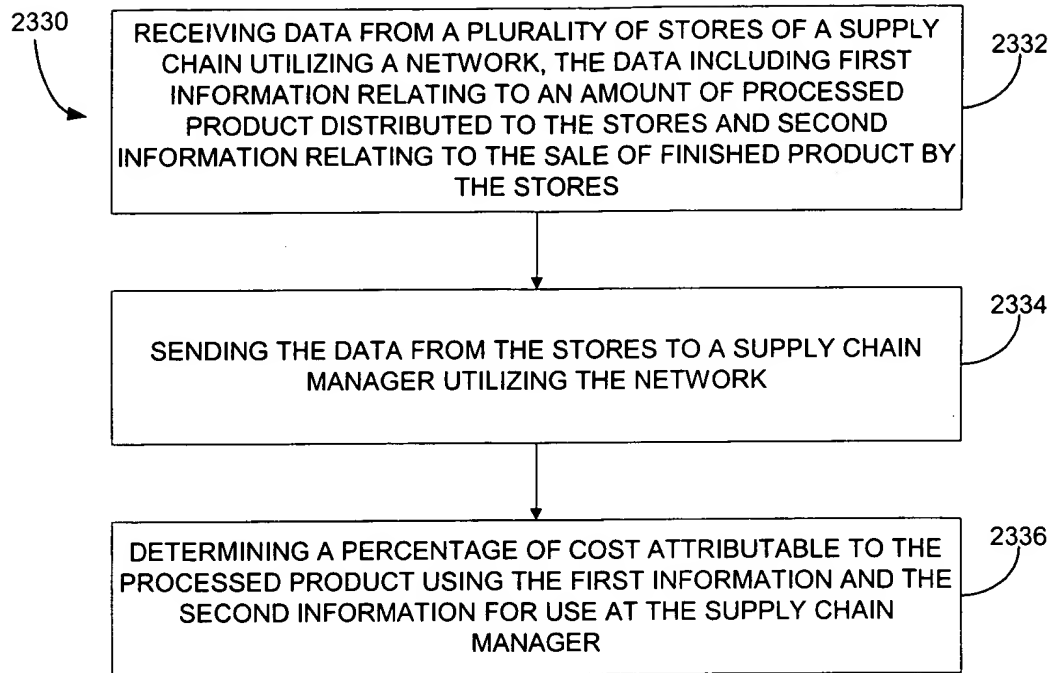 2330
RECEIVING DATA FROM A PLURALITY OF STORES OF A SUPPLY
CHAIN UTILIZING A NETWORK, THE DATA INCLUDING FIRST
INFORMATION RELATING TO AN AMOUNT OF PROCESSED
PRODUCT DISTRIBUTED TO THE STORES AND SECOND
INFORMATION RELATING TO THE SALE OF FINISHED PRODUCT BY
THE STORES
2332
SENDING THE DATA FROM THE STORES TO A SUPPLY CHAIN
MANAGER UTILIZING THE NETWORK
2334
DETERMINING A PERCENTAGE OF COST ATTRIBUTABLE TO THE
PROCESSED PRODUCT USING THE FIRST INFORMATION AND THE
SECOND INFORMATION FOR USE AT THE SUPPLY CHAIN
MANAGER
2336